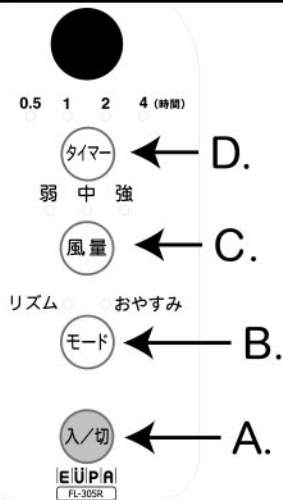 0.5 1 2 4 (時間)
タイマー D.
弱 中 強
風量 C.
リズム おやすみ
モード B.
入/切 A.
EUPA
FL-305R